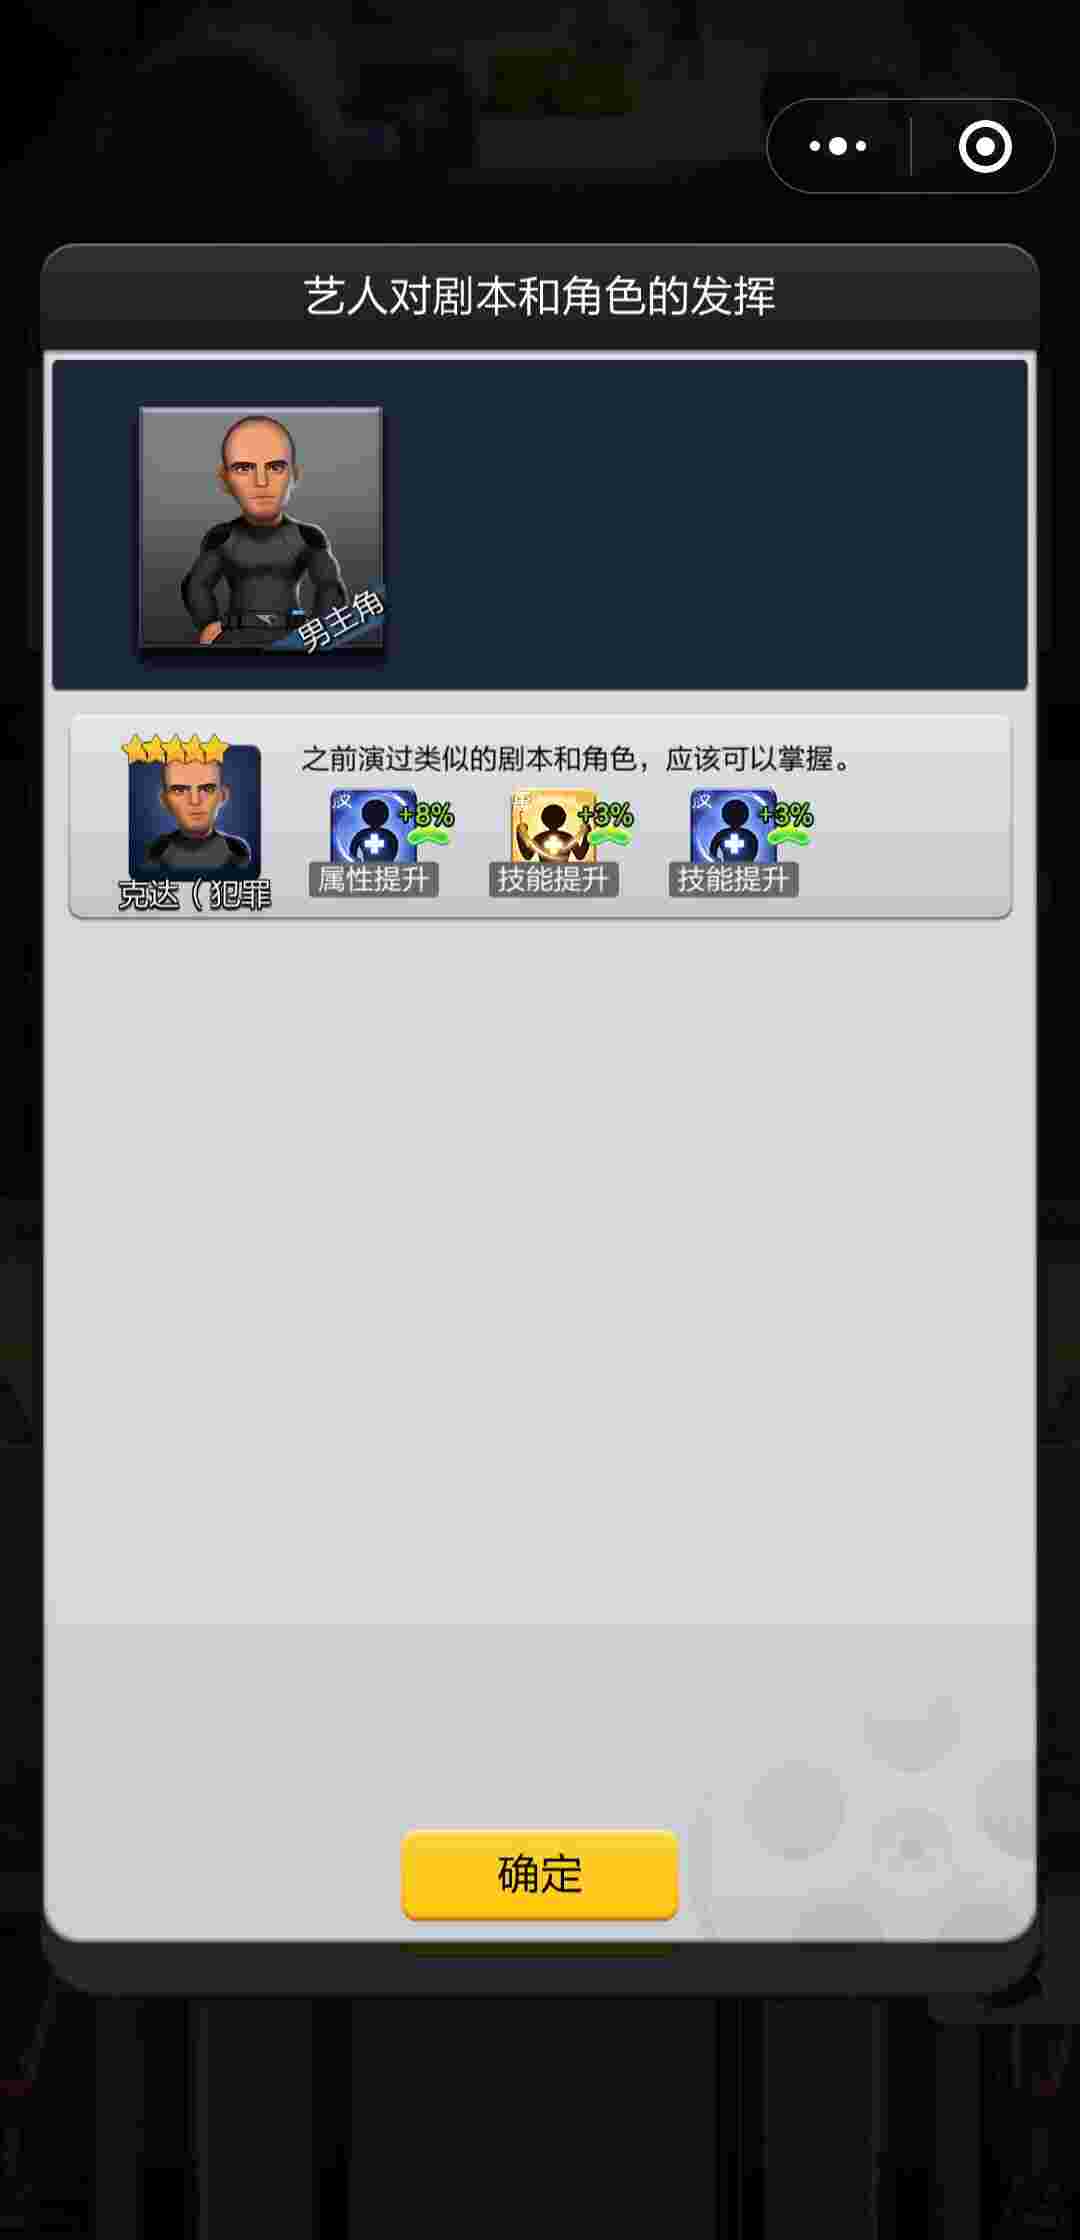 艺人对剧本和角色的发挥
男主角
之前演过类似的剧本和角色，应该可以掌握。
汉 +8% +3% 汉 +3%
属性提升 技能提升 技能提升
克达（犯罪
确定